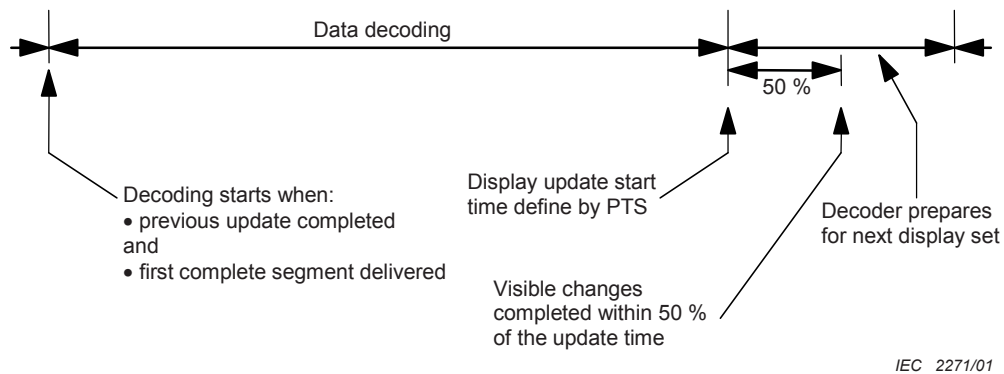 Data decoding
50 %
Decoding starts when:
• previous update completed
and
• first complete segment delivered
Display update start
time define by PTS
Visible changes
completed within 50 %
of the update time
Decoder prepares
for next display set
IEC 2271/01